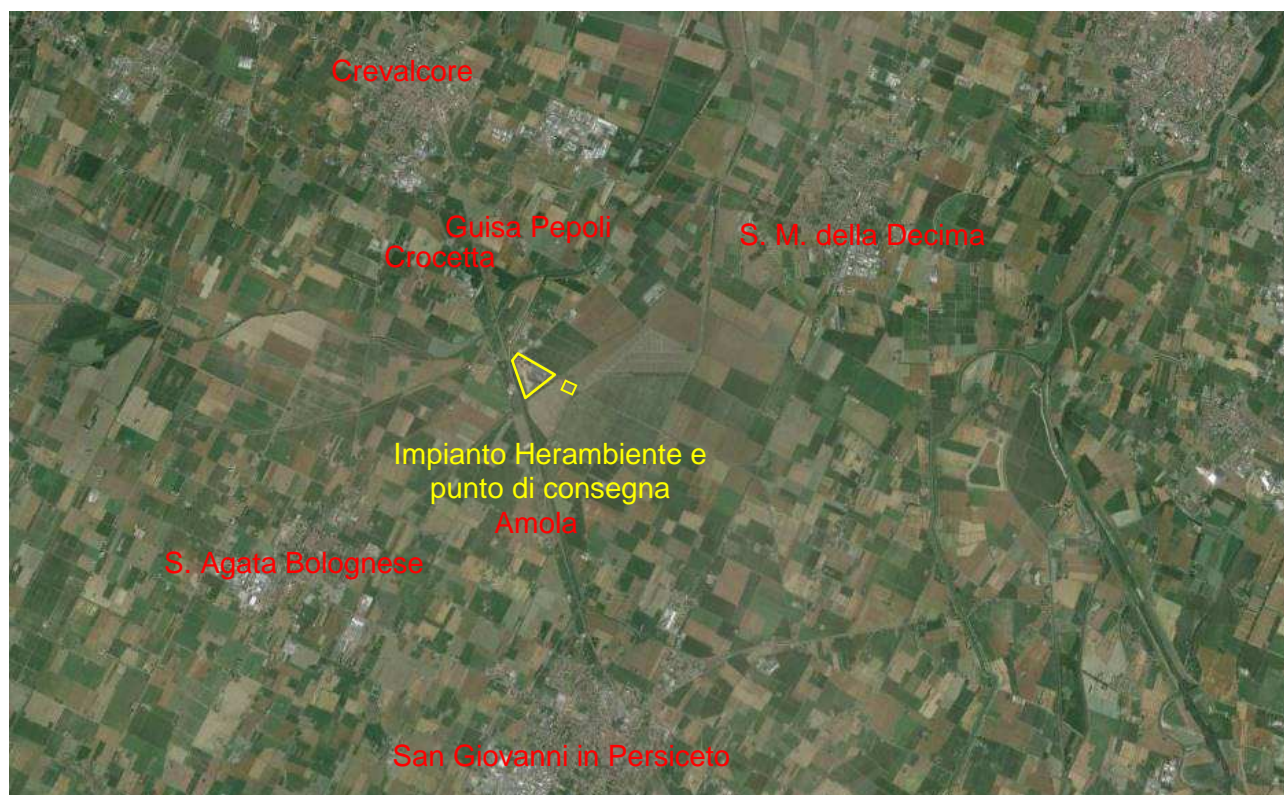 Crevalcore
Guisa Pepoli
S. M. della Decima
Crocetta
Impianto Herambiente e
punto di consegna
Amola
S. Agata Bolognese
San Giovanni in Persiceto